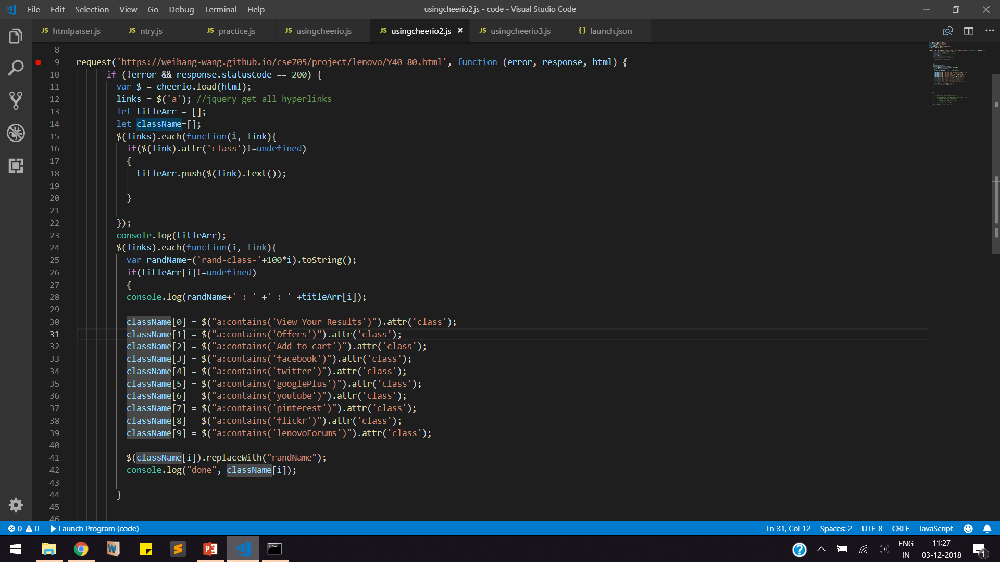 File Edit Selection View Go Debug Terminal Help usingcheerio2.js - code - Visual Studio Code
JS htmlparser.js JS ntry.js JS practice.js JS usingcheerio.js JS usingcheerio2.js × JS usingcheerio3.js {} launch.json
8
9 request('https://weihang-wang.github.io/cse705/project/lenovo/Y40_80.html', function (error, response, html) {
10 if (!error && response.statusCode == 200) {
11 var $ = cheerio.load(html);
12 links = $('a'); //jquery get all hyperlinks
13 let titleArr = [];
14 let className=[];
15 $(links).each(function(i, link){
16 if($(link).attr('class')!=undefined)
17 {
18 titleArr.push($(link).text());
19
20 }
21
22 });
23 console.log(titleArr);
24 $(links).each(function(i, link){
25 var randName=('rand-class-'+100*i).toString();
26 if(titleArr[i]!=undefined)
27 {
28 console.log(randName+' : ' +' : ' +titleArr[i]);
29
30 className[0] = $("a:contains('View Your Results')").attr('class');
31 className[1] = $("a:contains('Offers')").attr('class');
32 className[2] = $("a:contains('Add to cart')").attr('class');
33 className[3] = $("a:contains('facebook')").attr('class');
34 className[4] = $("a:contains('twitter')").attr('class');
35 className[5] = $("a:contains('googlePlus')").attr('class');
36 className[6] = $("a:contains('youtube')").attr('class');
37 className[7] = $("a:contains('pinterest')").attr('class');
38 className[8] = $("a:contains('flickr')").attr('class');
39 className[9] = $("a:contains('lenovoForums')").attr('class');
40
41 $(className[i]).replaceWith("randName");
42 console.log("done", className[i]);
43
44 }
45
46
0 0 Launch Program (code) Ln 31, Col 12 Spaces: 2 UTF-8 CRLF JavaScript
ENG 11:27
IN 03-12-2018 1